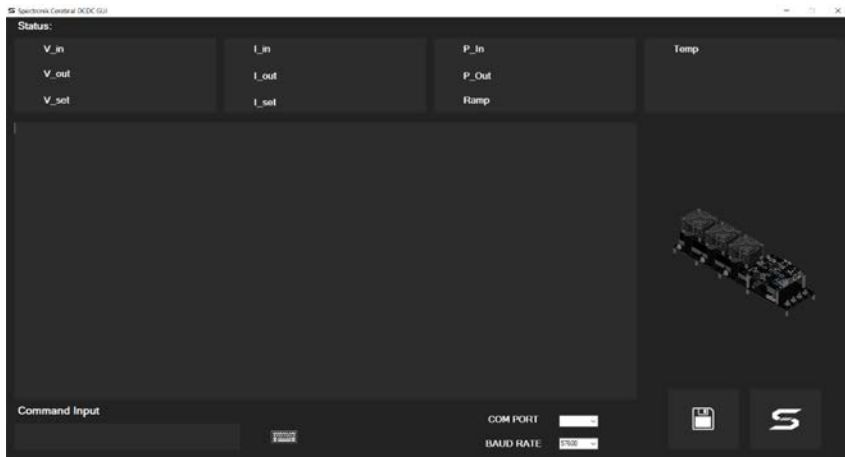 Spectronik Cerebral DCDC GUI
Status:
V_in I_in P_In Temp
V_out I_out P_Out
V_set I_set Ramp
Command Input
COM PORT
BAUD RATE 57600